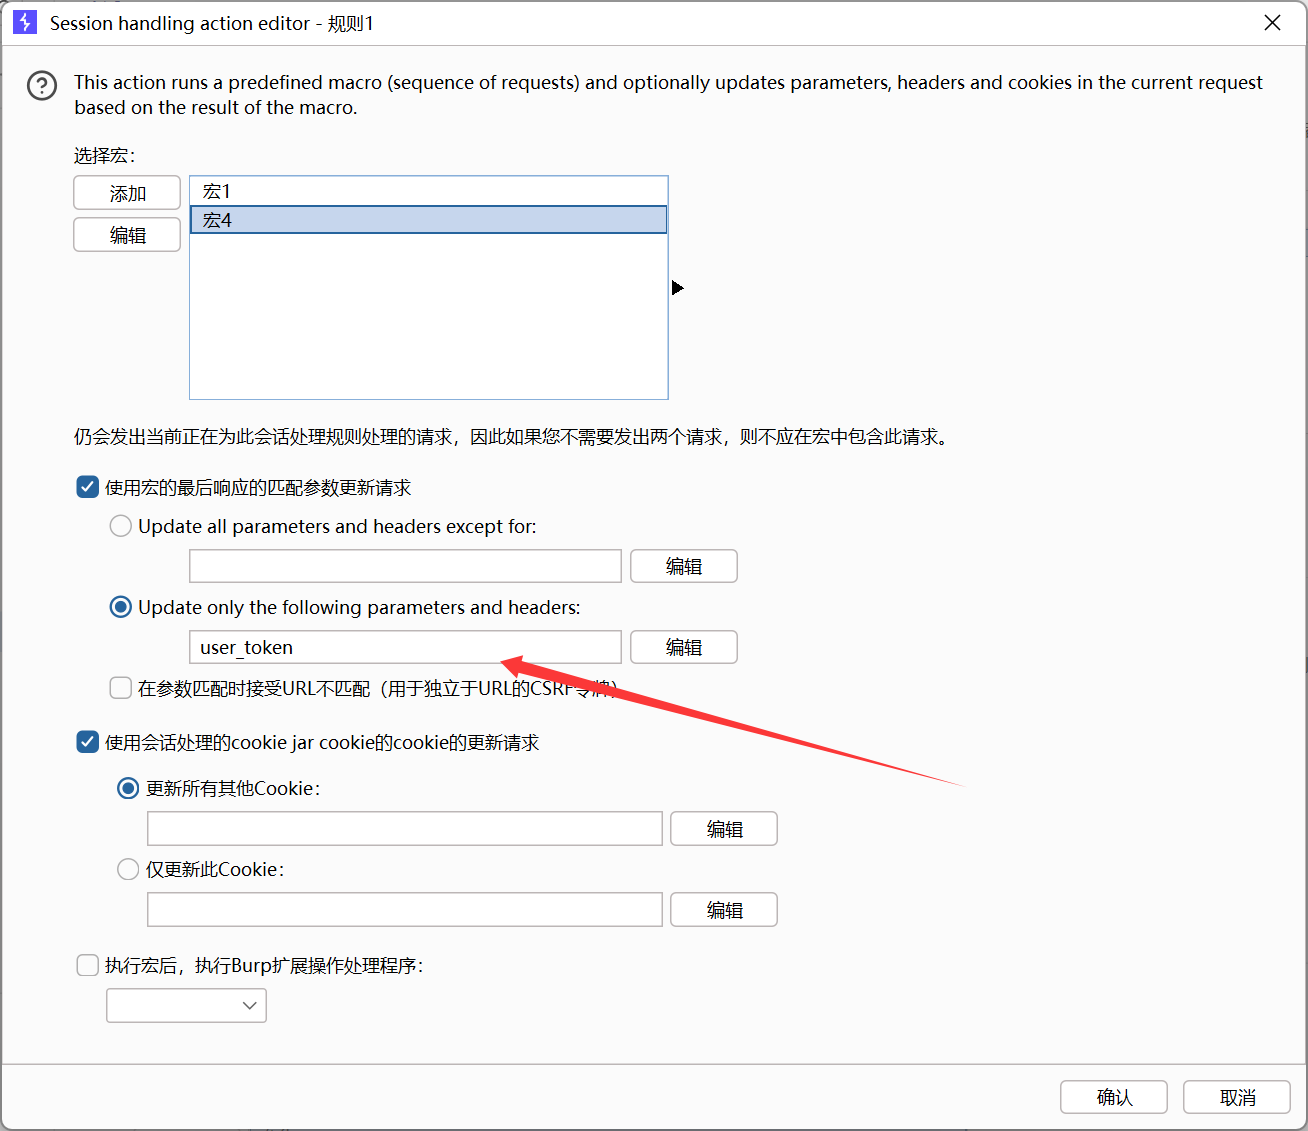 Session handling action editor - 规则1
This action runs a predefined macro (sequence of requests) and optionally updates parameters, headers and cookies in the current request
based on the result of the macro.
选择宏：
添加
宏1
宏4
编辑
仍会发出当前正在为此会话处理规则处理的请求，因此如果您不需要发出两个请求，则不应在宏中包含此请求。
使用宏的最后响应的匹配参数更新请求
Update all parameters and headers except for:
编辑
Update only the following parameters and headers:
user_token
编辑
在参数匹配时接受URL不匹配（用于独立于URL的CSRF令牌）
使用会话处理的cookie jar cookie的cookie的更新请求
更新所有其他Cookie：
编辑
仅更新此Cookie：
编辑
执行宏后，执行Burp扩展操作处理程序：
确认
取消